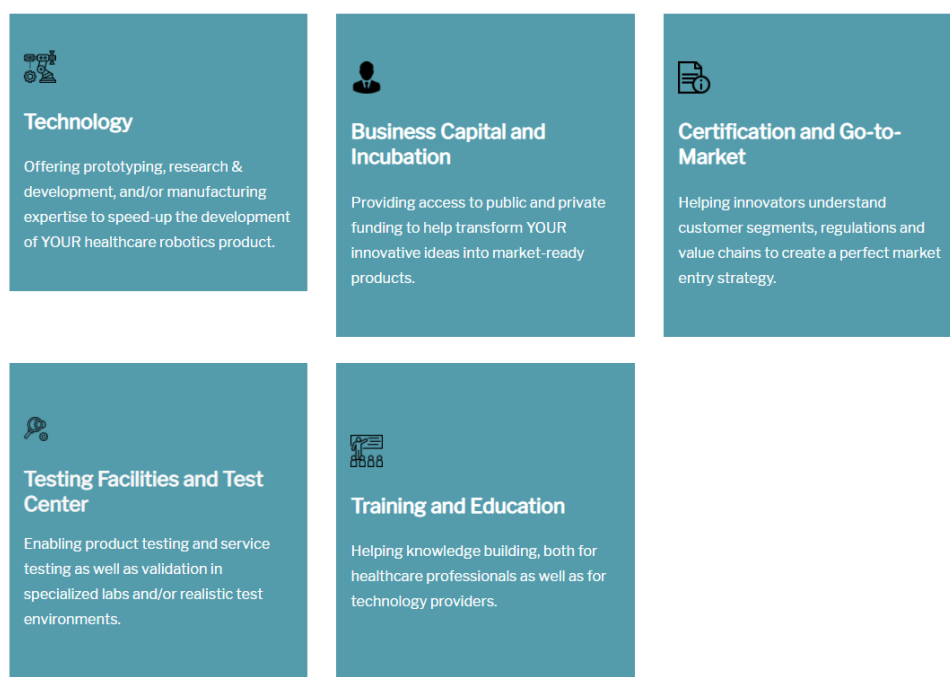 Technology
Offering prototyping, research &
development, and/or manufacturing
expertise to speed-up the development
of YOUR healthcare robotics product.
Business Capital and
Incubation
Providing access to public and private
funding to help transform YOUR
innovative ideas into market-ready
products.
Certification and Go-to-
Market
Helping innovators understand
customer segments, regulations and
value chains to create a perfect market
entry strategy.
Testing Facilities and Test
Center
Enabling product testing and service
testing as well as validation in
specialized labs and/or realistic test
environments.
Training and Education
Helping knowledge building, both for
healthcare professionals as well as for
technology providers.